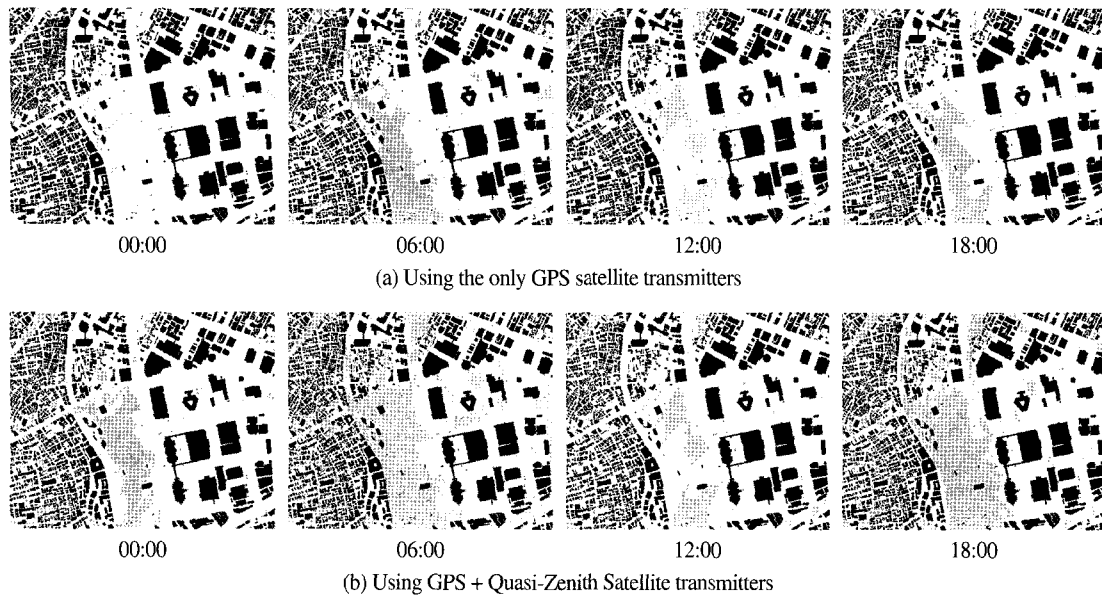 00:00 06:00 12:00 18:00
(a) Using the only GPS satellite transmitters
00:00 06:00 12:00 18:00
(b) Using GPS + Quasi-Zenith Satellite transmitters